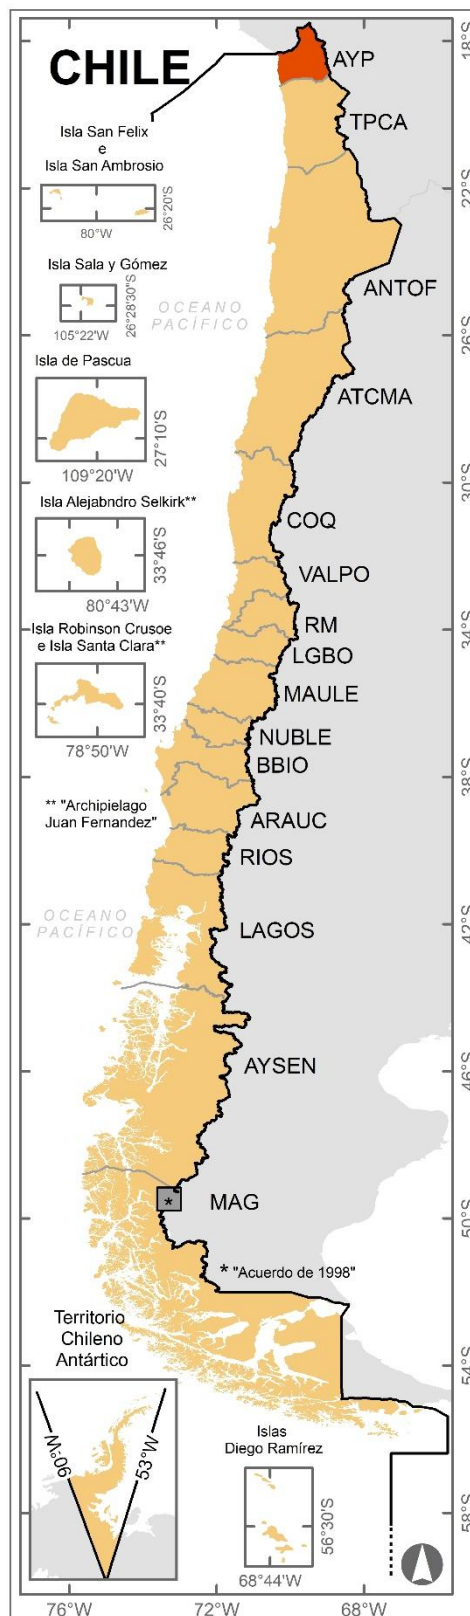 CHILE
AYP
18°S
Isla San Felix
e
Isla San Ambrosio
80°W
26°20'S
TPCA
22°S
Isla Sala y Gómez
105°22'W
26°28'30"S
OCEANO
PACÍFICO
ANTOF
26°S
Isla de Pascua
109°20'W
27°10'S
ATCMA
30°S
Isla Alejabndro Selkirk**
80°43'W
33°46'S
COQ
VALPO
34°S
Isla Robinson Crusoe
e Isla Santa Clara**
78°50'W
33°40'S
RM
LGBO
MAULE
NUBLE
BBIO
38°S
** "Archipielago
Juan Fernandez"
ARAUC
RIOS
OCEANO
PACÍFICO
LAGOS
42°S
AYSEN
46°S
*
MAG
50°S
* "Acuerdo de 1998"
Territorio
Chileno
Antártico
90°W
53°W
54°S
Islas
Diego Ramírez
68°44'W
56°30'S
58°S
76°W
72°W
68°W